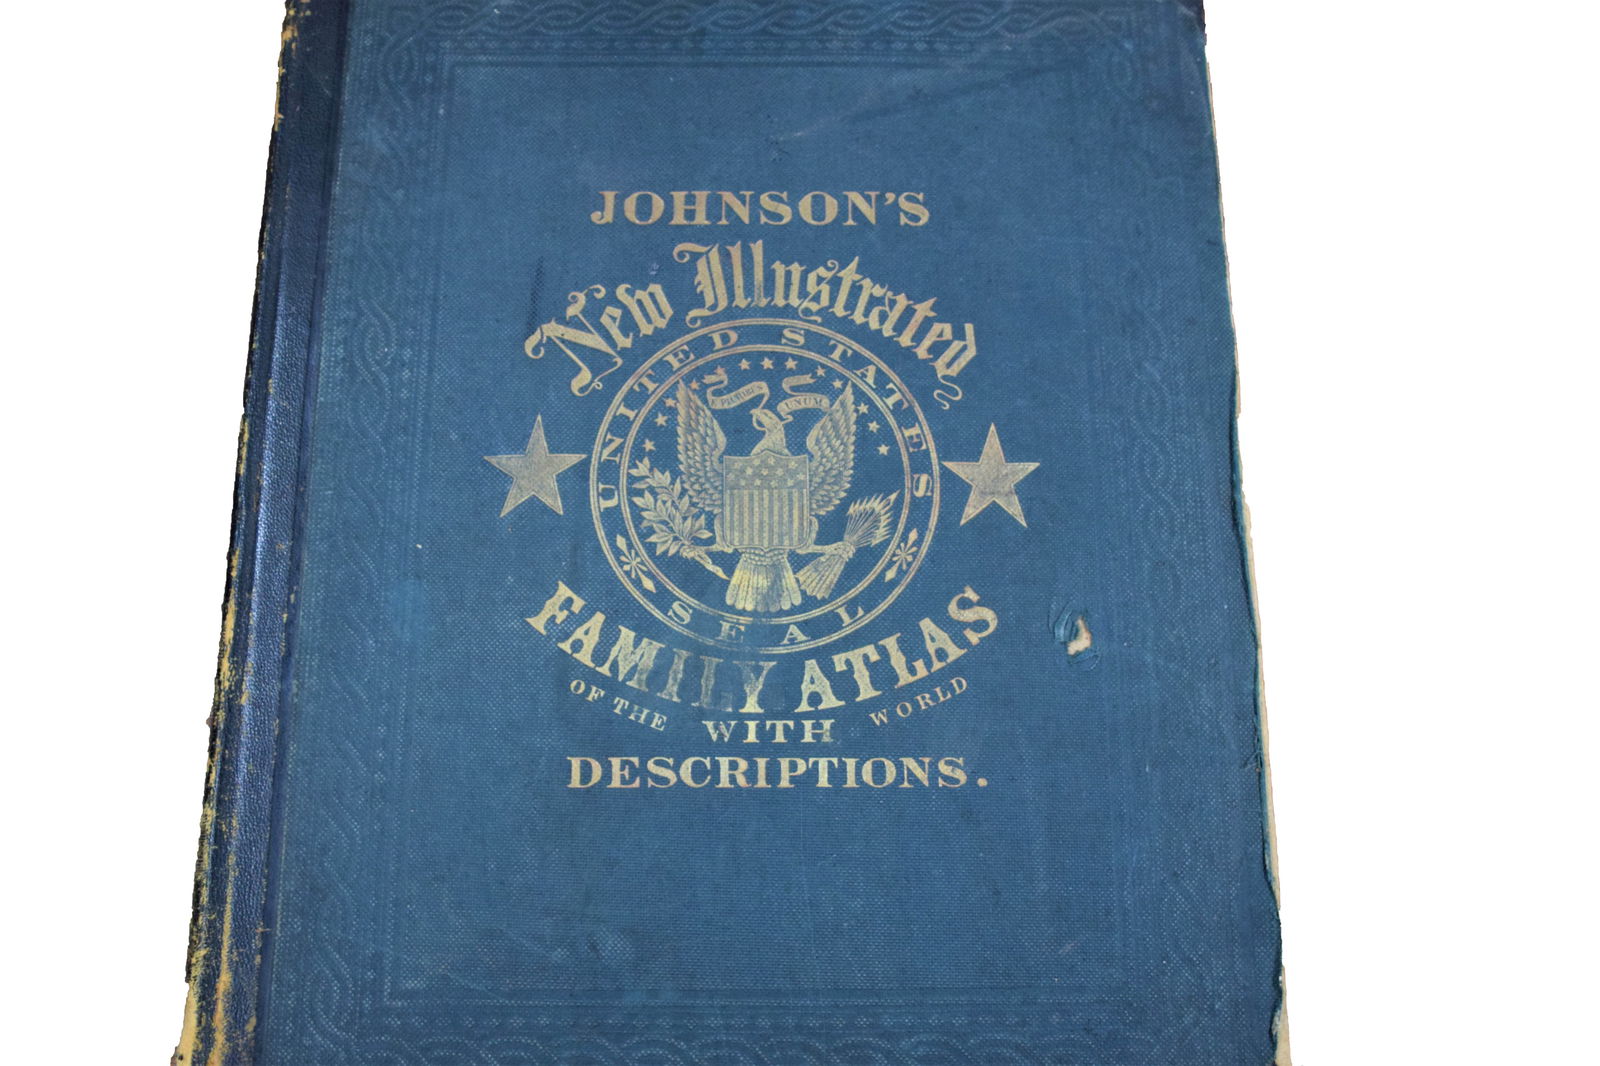 JOHNSON'S
New Illustrated
UNITED STATES
E PLURIBUS UNUM
SEAL
FAMILY ATLAS
OF THE WORLD
WITH
DESCRIPTIONS.